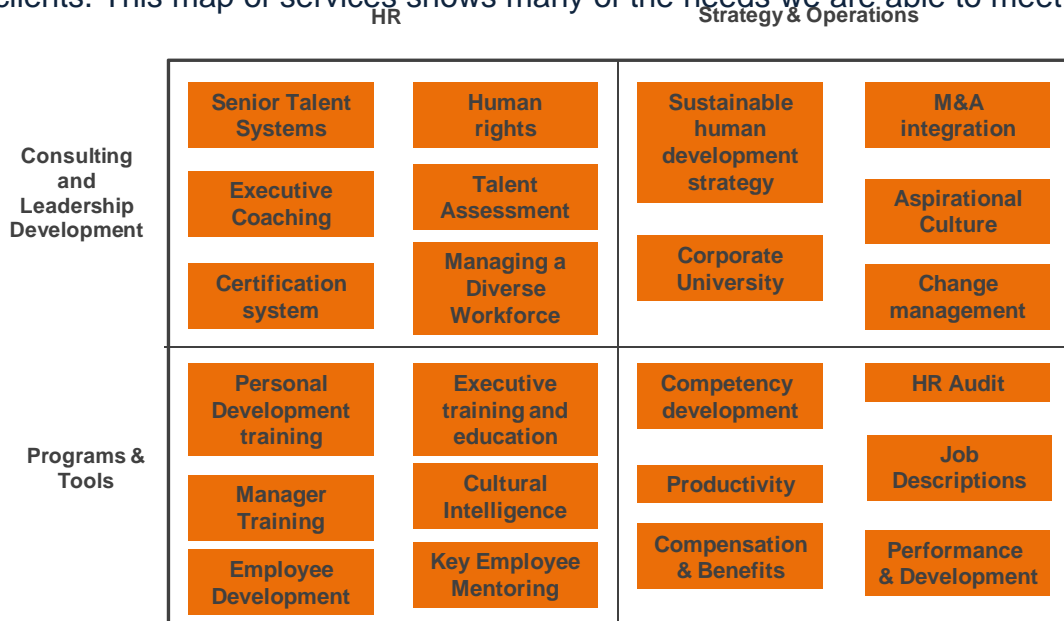 clients. This map of services shows many of the needs we are able to meet
HR
Strategy & Operations
Consulting
and
Leadership
Development
Senior Talent
Systems
Human
rights
Sustainable
human
development
strategy
M&A
integration
Executive
Coaching
Talent
Assessment
Aspirational
Culture
Certification
system
Managing a
Diverse
Workforce
Corporate
University
Change
management
Programs &
Tools
Personal
Development
training
Executive
training and
education
Competency
development
HR Audit
Manager
Training
Cultural
Intelligence
Productivity
Job
Descriptions
Employee
Development
Key Employee
Mentoring
Compensation
& Benefits
Performance
& Development